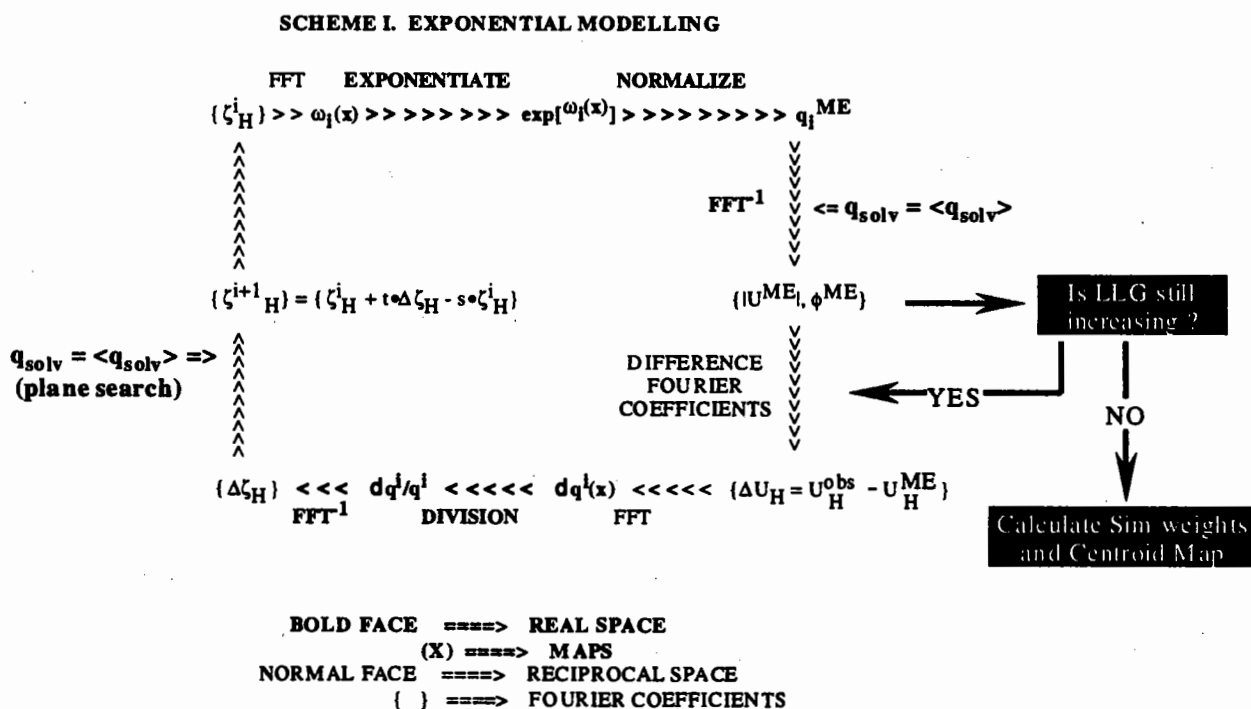 SCHEME I. EXPONENTIAL MODELLING
FFT EXPONENTIATE NORMALIZE
{ζ^i_H} >> ω_i(x) >>>>>>>> exp[^ω_i(x)] >>>>>>>>> q_i^ME
FFT^-1 <= q_solv = <q_solv>
{ζ^i+1_H} = {ζ^i_H + t•Δζ_H - s•ζ^i_H} {|U^ME|, φ^ME}
Is LLG still
increasing ?
q_solv = <q_solv> =>
(plane search)
DIFFERENCE
FOURIER
COEFFICIENTS
YES
NO
{Δζ_H} <<< dq^i/q^i <<<<< dq^i(x) <<<<< {ΔU_H = U_H^obs - U_H^ME}
FFT^-1 DIVISION FFT
Calculate Sim weights
and Centroid Map
BOLD FACE ====> REAL SPACE
(X) ====> MAPS
NORMAL FACE ====> RECIPROCAL SPACE
{ } ====> FOURIER COEFFICIENTS